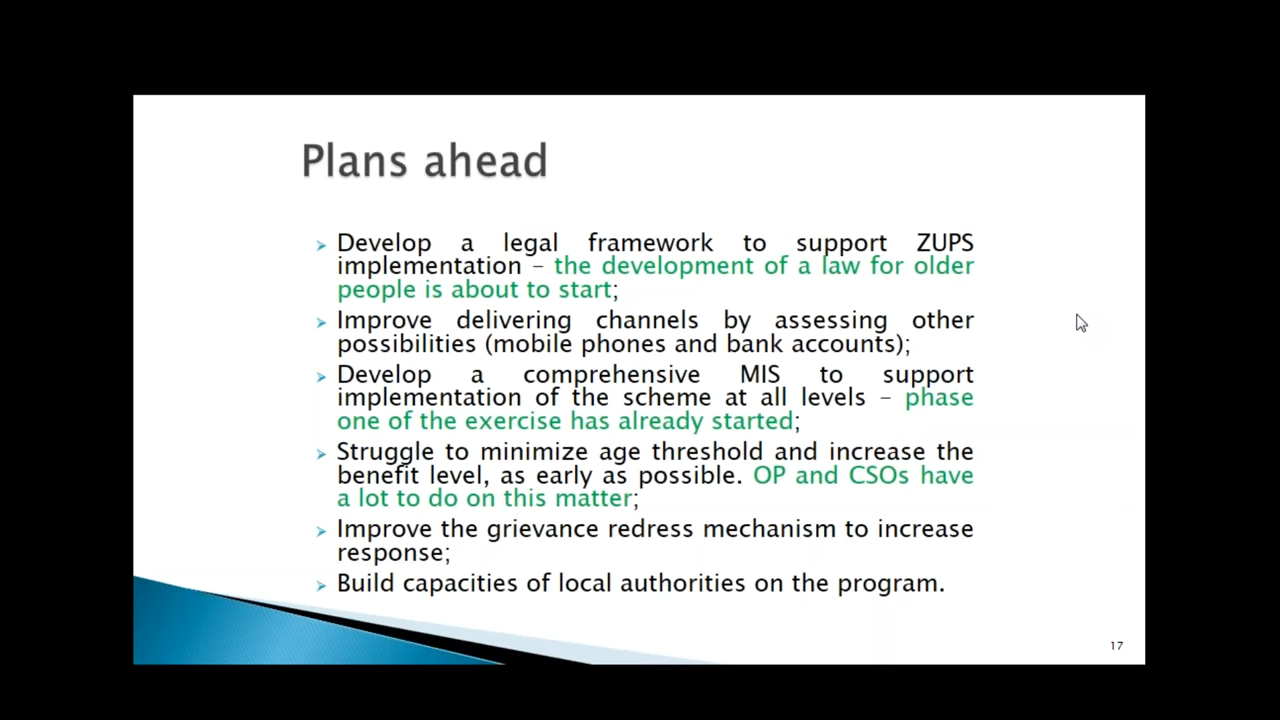 Plans ahead
Develop a legal framework to support ZUPS
implementation – the development of a law for older
people is about to start;
Improve delivering channels by assessing other
possibilities (mobile phones and bank accounts);
Develop a comprehensive MIS to support
implementation of the scheme at all levels – phase
one of the exercise has already started;
Struggle to minimize age threshold and increase the
benefit level, as early as possible. OP and CSOs have
a lot to do on this matter;
Improve the grievance redress mechanism to increase
response;
Build capacities of local authorities on the program.
17